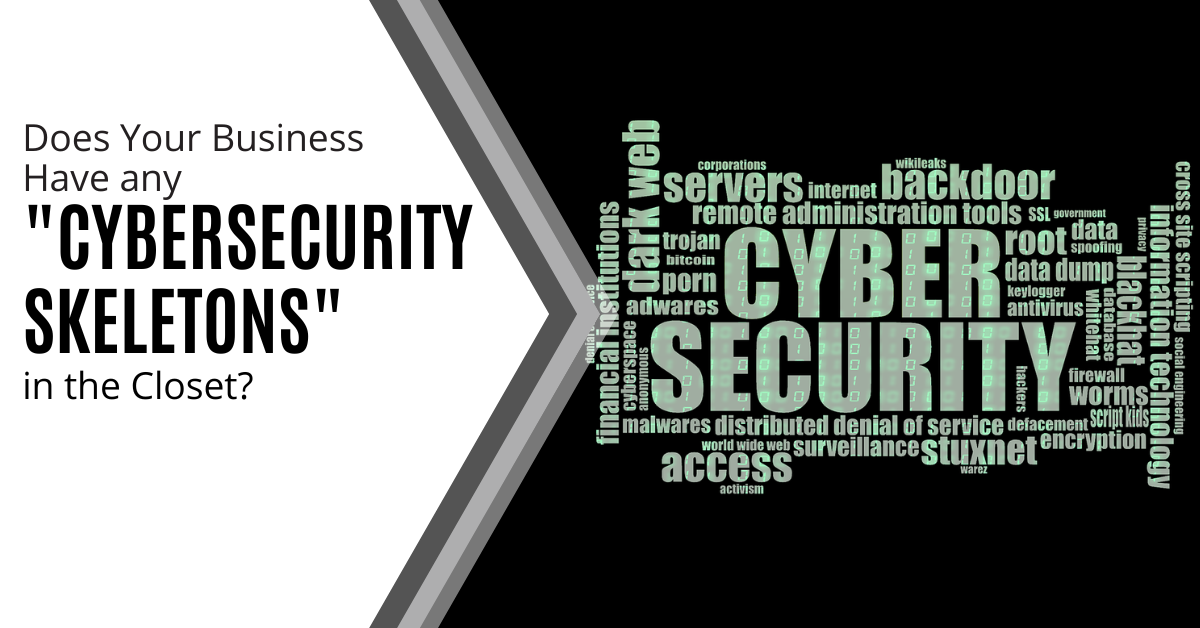 Does Your Business
Have any
"CYBERSECURITY
SKELETONS"
in the Closet?
dark web
corporations
wikileaks
servers
internet
backdoor
remote administration tools
SSL
government
financial institutions
trojan
bitcoin
porn
adwares
CYBER
root
data
spoofing
data dump
keylogger
antivirus
privacy
blackhat
whitehat
database
information technology
cross site scripting
social engineering
cyberspace
anonymous
SECURITY
hackers
firewall
worms
script kids
malwares
distributed denial of service
defacement
encryption
world wide web
surveillance
stuxnet
warez
access
activism